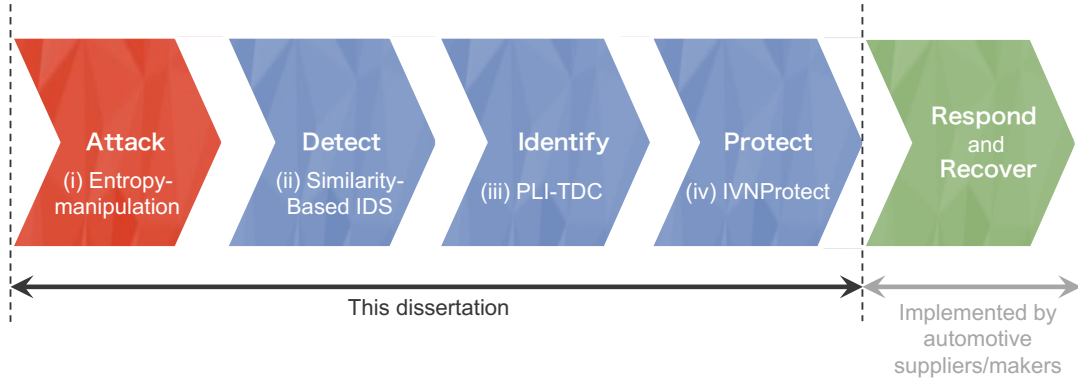 Attack
(i) Entropy-
manipulation
Detect
(ii) Similarity-
Based IDS
Identify
(iii) PLI-TDC
Protect
(iv) IVNProtect
Respond
and
Recover
This dissertation
Implemented by
automotive
suppliers/makers